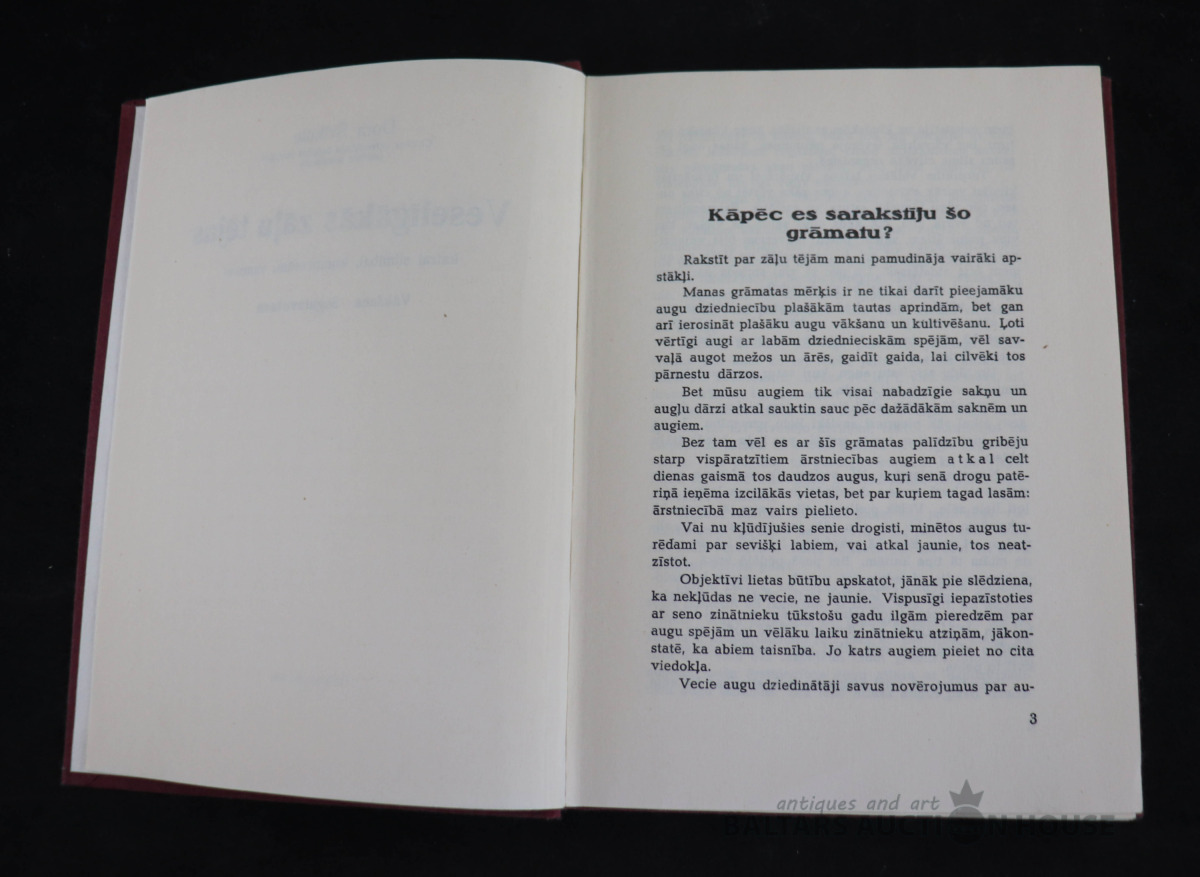 Kāpēc es sarakstīju šo
grāmatu?
Rakstīt par zāļu tējām mani pamudināja vairāki ap-
stākļi.
Manas grāmatas mērķis ir ne tikai darīt pieejamāku
augu dziedniecību plašākām tautas aprindām, bet gan
arī ierosināt plašāku augu vākšanu un kultivēšanu. Ļoti
vērtīgi augi ar labām dziednieciskām spējām, vēl sav-
vaļā augot mežos un ārēs, gaidīt gaida, lai cilvēki tos
pārnestu dārzos.
Bet mūsu augiem tik visai nabadzīgie sakņu un
augļu dārzi atkal sauktin sauc pēc dažādākām saknēm un
augiem.
Bez tam vēl es ar šīs grāmatas palīdzību gribēju
starp vispāratzītiem ārstniecības augiem atkal celt
dienas gaismā tos daudzos augus, kuŗi senā drogu patē-
riņā ieņēma izcilākās vietas, bet par kuŗiem tagad lasām:
ārstniecībā maz vairs pielieto.
Vai nu kļūdījušies senie drogisti, minētos augus tu-
rēdami par sevišķi labiem, vai atkal jaunie, tos neat-
zīstot.
Objektīvi lietas būtību apskatot, jānāk pie slēdziena,
ka nekļūdas ne vecie, ne jaunie. Vispusīgi iepazīstoties
ar seno zinātnieku tūkstošu gadu ilgām pieredzēm par
augu spējām un vēlāku laiku zinātnieku atziņām, jākon-
statē, ka abiem taisnība. Jo katrs augiem pieiet no cita
viedokļa.
Vecie augu dziedinātāji savus novērojumus par au-
3
antiques and art
BALTARS AUCTION HOUSE